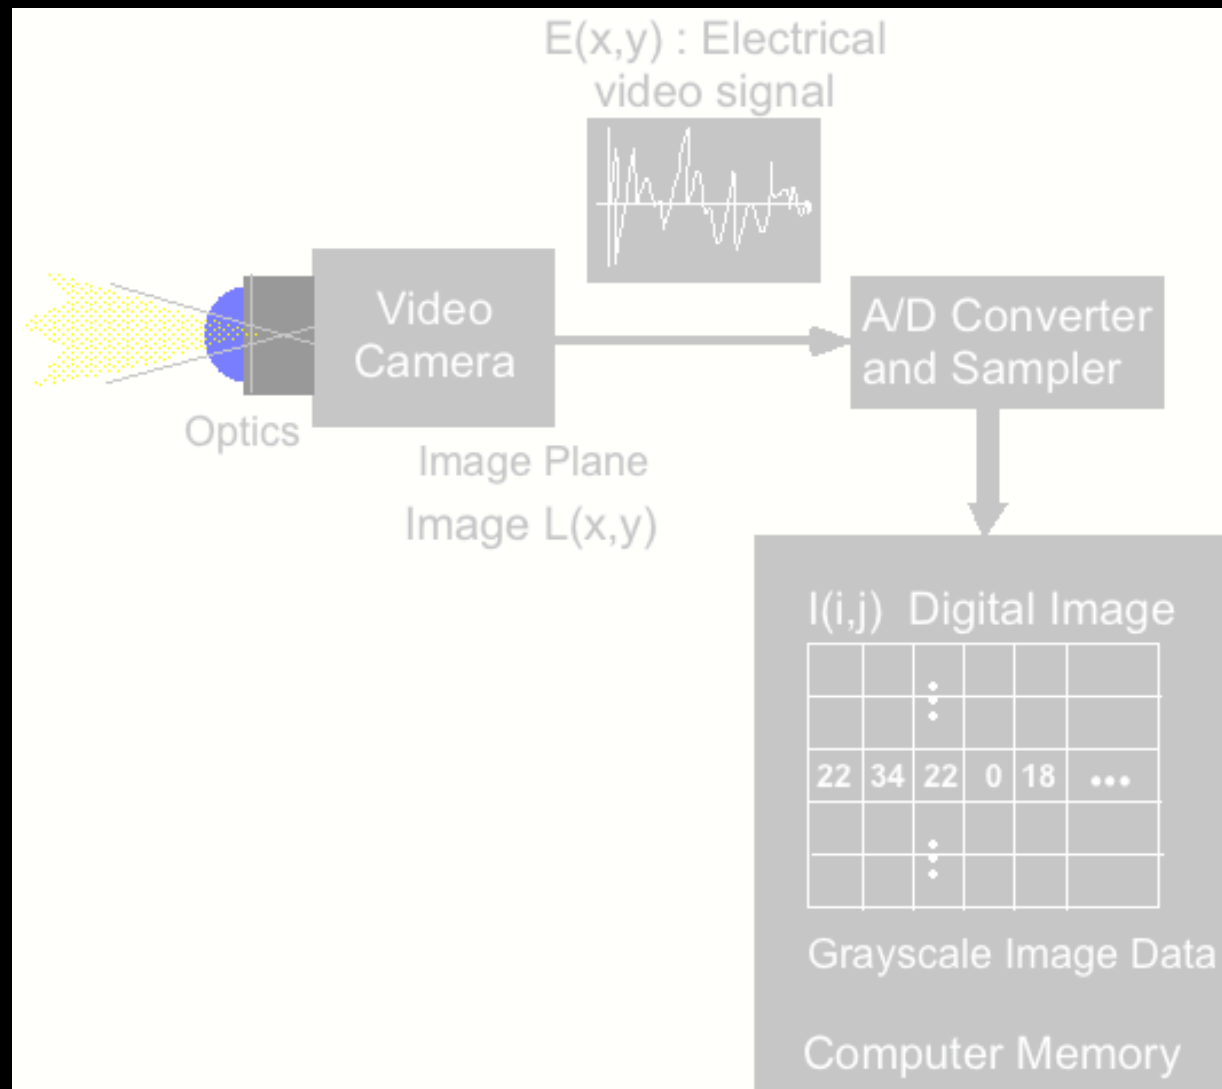 E(x,y) : Electrical
video signal
Video
Camera
A/D Converter
and Sampler
Optics
Image Plane
Image L(x,y)
I(i,j) Digital Image
22 34 22 0 18 •••
Grayscale Image Data
Computer Memory